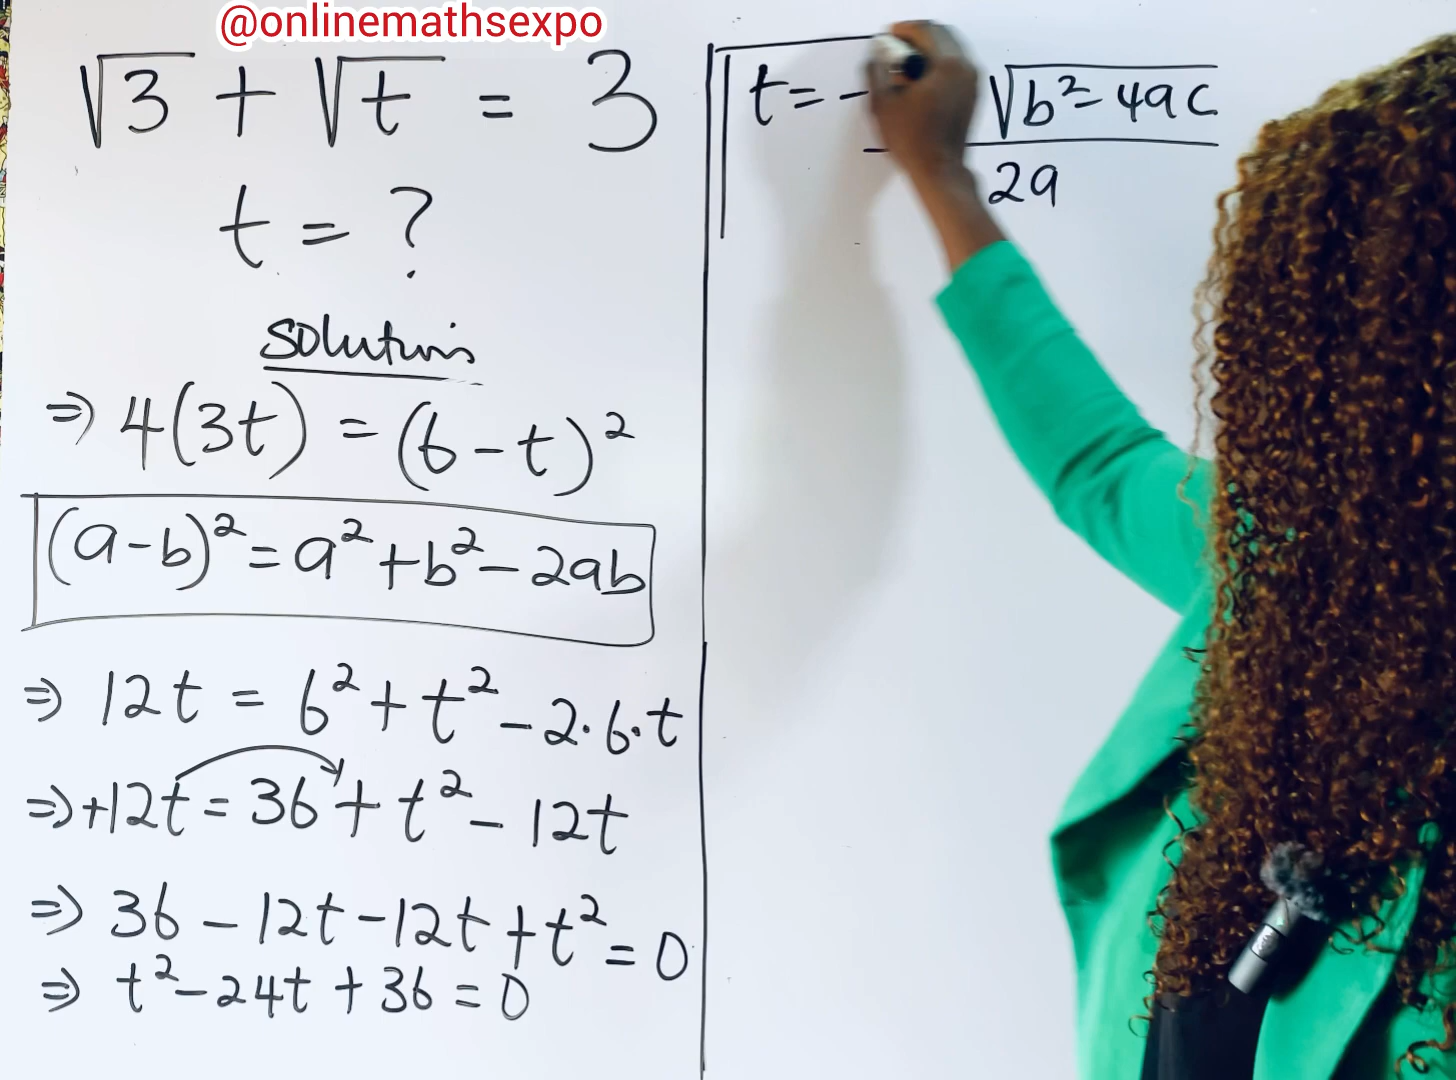 @onlinemathsexpo
√3 + √t = 3
t = ?
Solutions
⇒ 4(3t) = (6-t)²
(a-b)² = a² + b² - 2ab
⇒ 12t = 6² + t² - 2·6·t
⇒ +12t = 36 + t² - 12t
⇒ 36 - 12t - 12t + t² = 0
⇒ t² - 24t + 36 = 0
t = - √b² - 4ac
2a